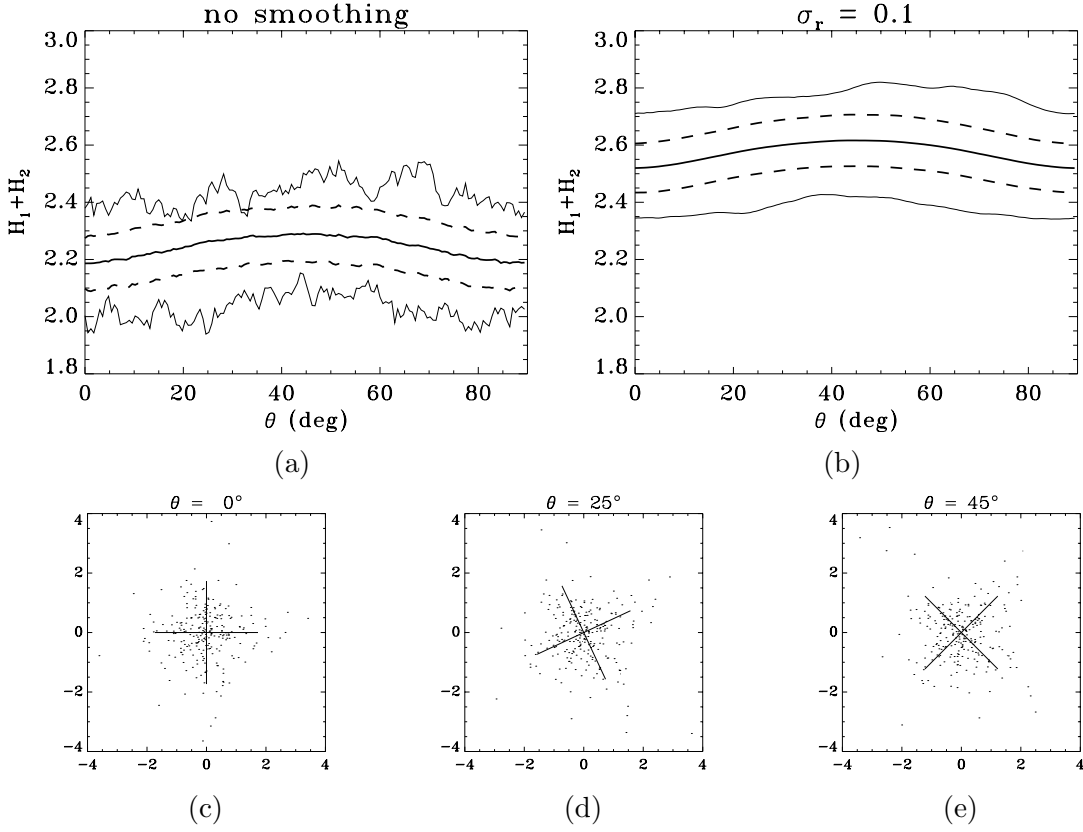 no smoothing
σr = 0.1
3.0
2.8
2.6
2.4
2.2
2.0
1.8
H1+H2
0 20 40 60 80
θ (deg)
(a)
3.0
2.8
2.6
2.4
2.2
2.0
1.8
H1+H2
0 20 40 60 80
θ (deg)
(b)
θ = 0°
4
2
0
−2
−4
−4 −2 0 2 4
(c)
θ = 25°
4
2
0
−2
−4
−4 −2 0 2 4
(d)
θ = 45°
4
2
0
−2
−4
−4 −2 0 2 4
(e)